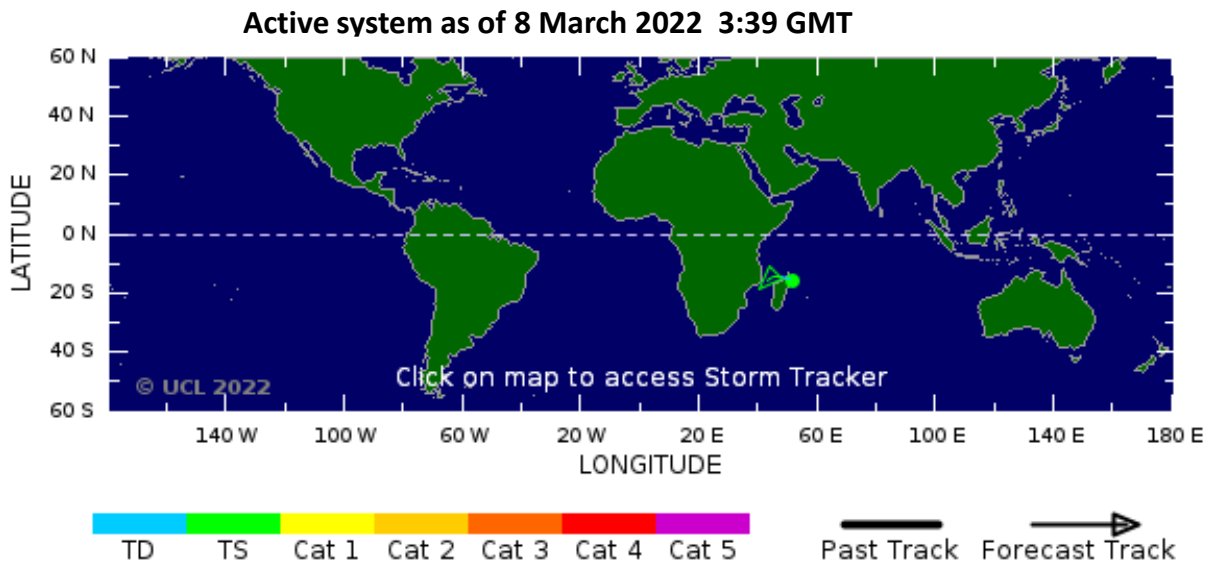 Active system as of 8 March 2022 3:39 GMT
60 N
40 N
20 N
0 N
20 S
40 S
60 S
LATITUDE
© UCL 2022
Click on map to access Storm Tracker
140 W 100 W 60 W 20 W 20 E 60 E 100 E 140 E 180 E
LONGITUDE
TD TS Cat 1 Cat 2 Cat 3 Cat 4 Cat 5 Past Track Forecast Track